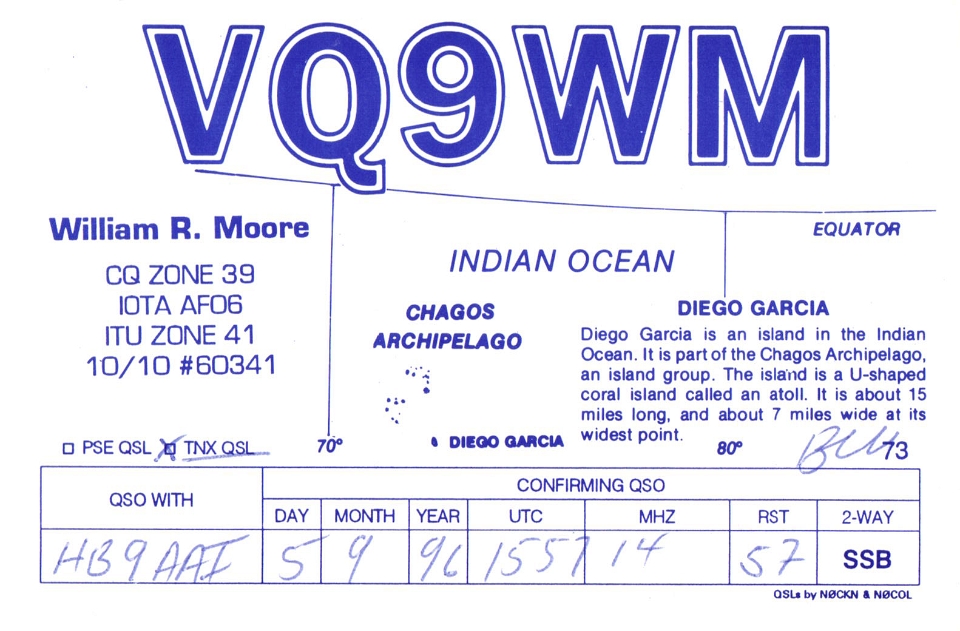 VQ9WM
William R. Moore
CQ ZONE 39
IOTA AF06
ITU ZONE 41
10/10 #60341
EQUATOR
INDIAN OCEAN
CHAGOS
ARCHIPELAGO
DIEGO GARCIA
Diego Garcia is an island in the Indian
Ocean. It is part of the Chagos Archipelago,
an island group. The island is a U-shaped
coral island called an atoll. It is about 15
miles long, and about 7 miles wide at its
widest point.
PSE QSL TNX QSL
70° DIEGO GARCIA 80° Bill 73
QSO WITH CONFIRMING QSO
DAY MONTH YEAR UTC MHZ RST 2-WAY
HB9AAI 5 9 96 1557 14 57 SSB
QSLs by NØCKN & NØCOL